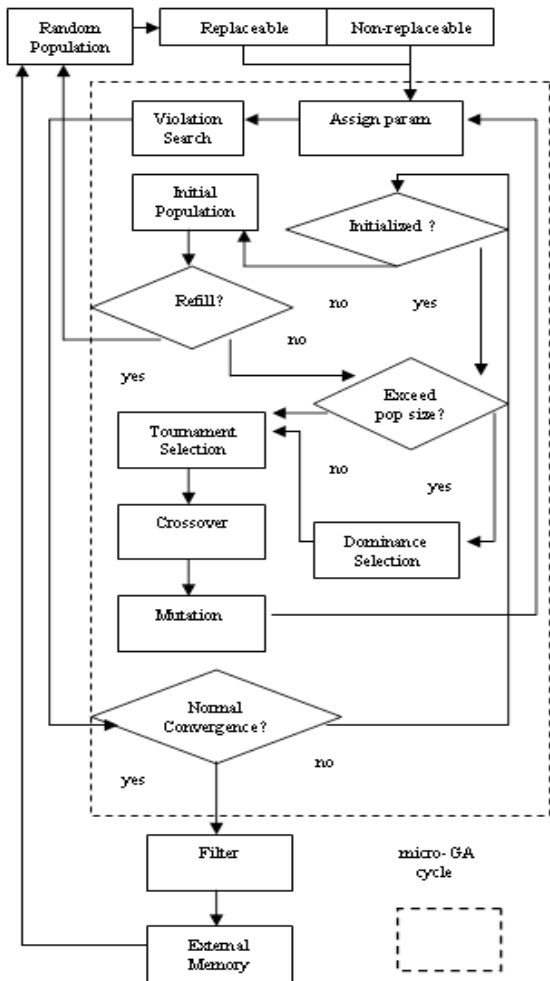 Random
Population
Replaceable
Non-replaceable
Violation
Search
Assign param
Initial
Population
Initialized ?
Refill?
no
yes
no
yes
Exceed
pop size?
Tournament
Selection
no
yes
Crossover
Dominance
Selection
Mutation
Normal
Convergence?
no
yes
Filter
micro- GA
cycle
External
Memory